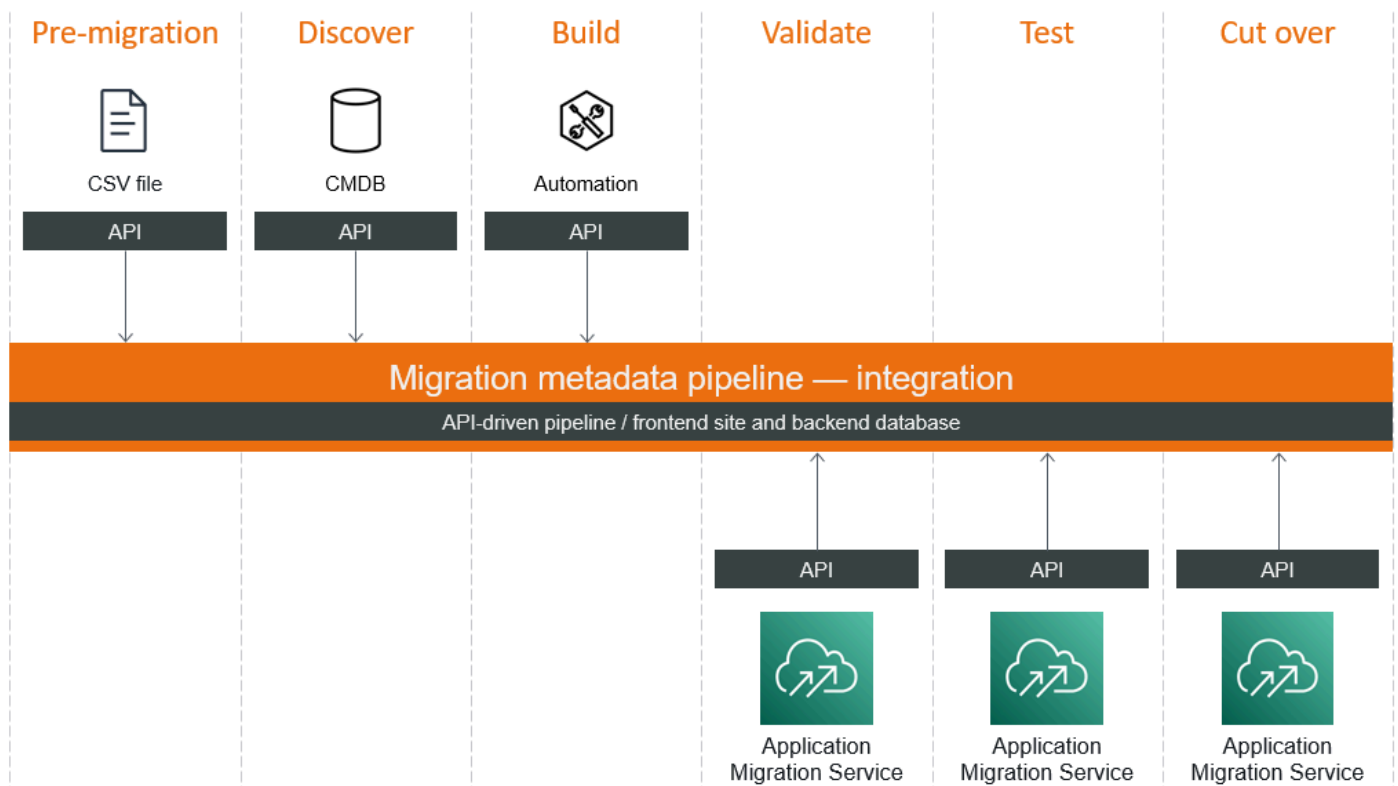 Pre-migration
Discover
Build
Validate
Test
Cut over
CSV file
CMDB
Automation
API
API
API
Migration metadata pipeline — integration
API-driven pipeline / frontend site and backend database
API
API
API
Application
Migration Service
Application
Migration Service
Application
Migration Service